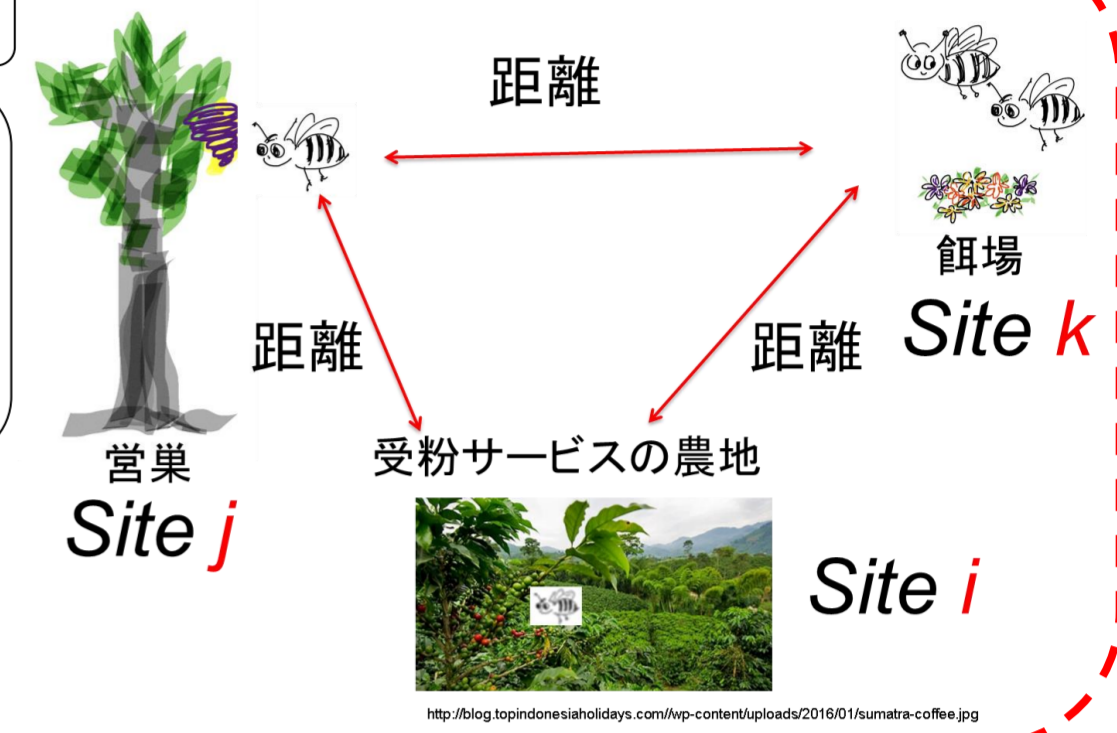 距離
餌場
Site k
距離
距離
営巣
Site j
受粉サービスの農地
Site i
http://blog.topindonesiaholidays.com//wp-content/uploads/2016/01/sumatra-coffee.jpg